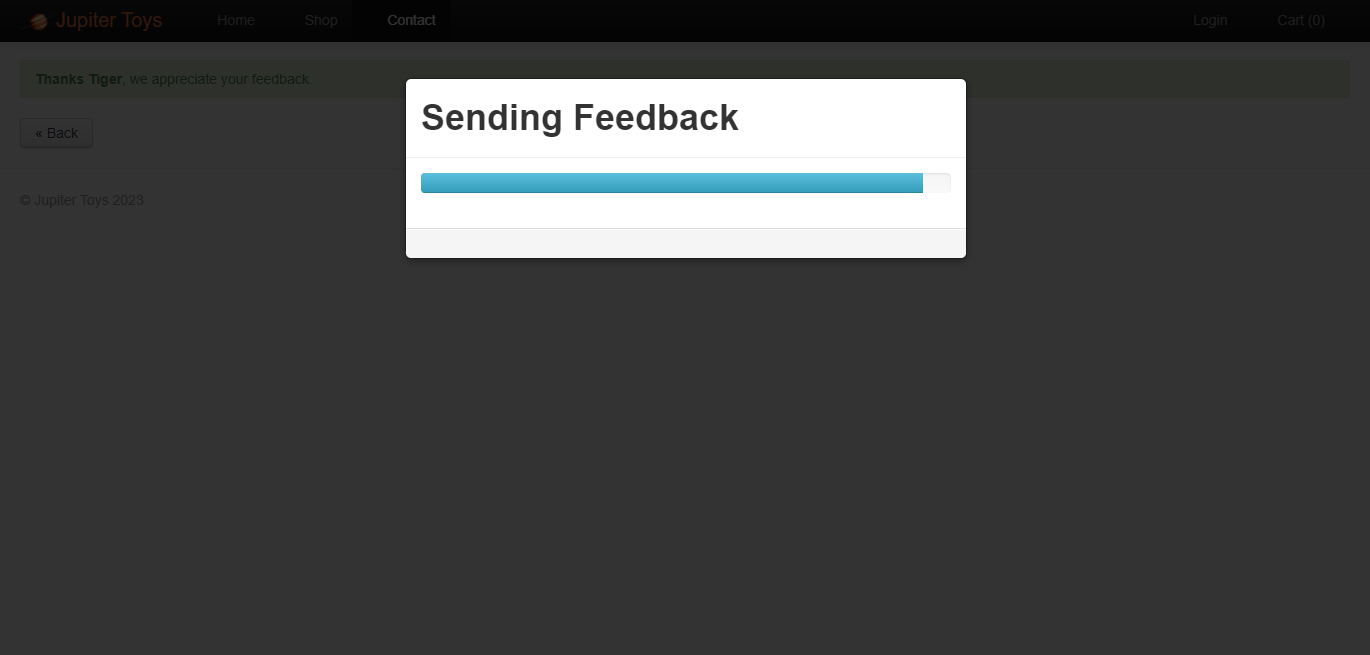 Jupiter Toys Home Shop Contact Login Cart (0)
Thanks Tiger, we appreciate your feedback.
Sending Feedback
« Back
© Jupiter Toys 2023